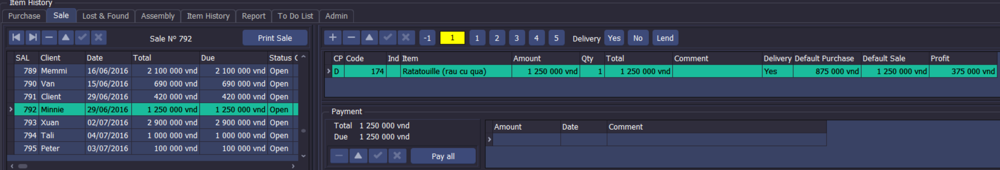 Item History
Purchase Sale Lost & Found Assembly Item History Report To Do List Admin
Sale Nº 792 Print Sale
-1 1 1 2 3 4 5 Delivery Yes No Lend
SAL Client Date Total Due Status C
789 Memmi 16/06/2016 2 100 000 vnd 2 100 000 vnd Open
790 Van 15/06/2016 690 000 vnd 690 000 vnd Open
791 Client 29/06/2016 420 000 vnd 420 000 vnd Open
792 Minnie 29/06/2016 1 250 000 vnd 1 250 000 vnd Open
793 Xuan 02/07/2016 2 900 000 vnd 2 900 000 vnd Open
794 Tali 04/07/2016 1 000 000 vnd 1 000 000 vnd Open
795 Peter 03/07/2016 100 000 vnd 100 000 vnd Open
CP Code Ind Item Amount Qty Total Comment Delivery Default Purchase Default Sale Profit
D 174 Ratatouille (rau cu qua) 1 250 000 vnd 1 1 250 000 vnd Yes 875 000 vnd 1 250 000 vnd 375 000 vnd
Payment
Total 1 250 000 vnd
Due 1 250 000 vnd
Pay all
Amount Date Comment